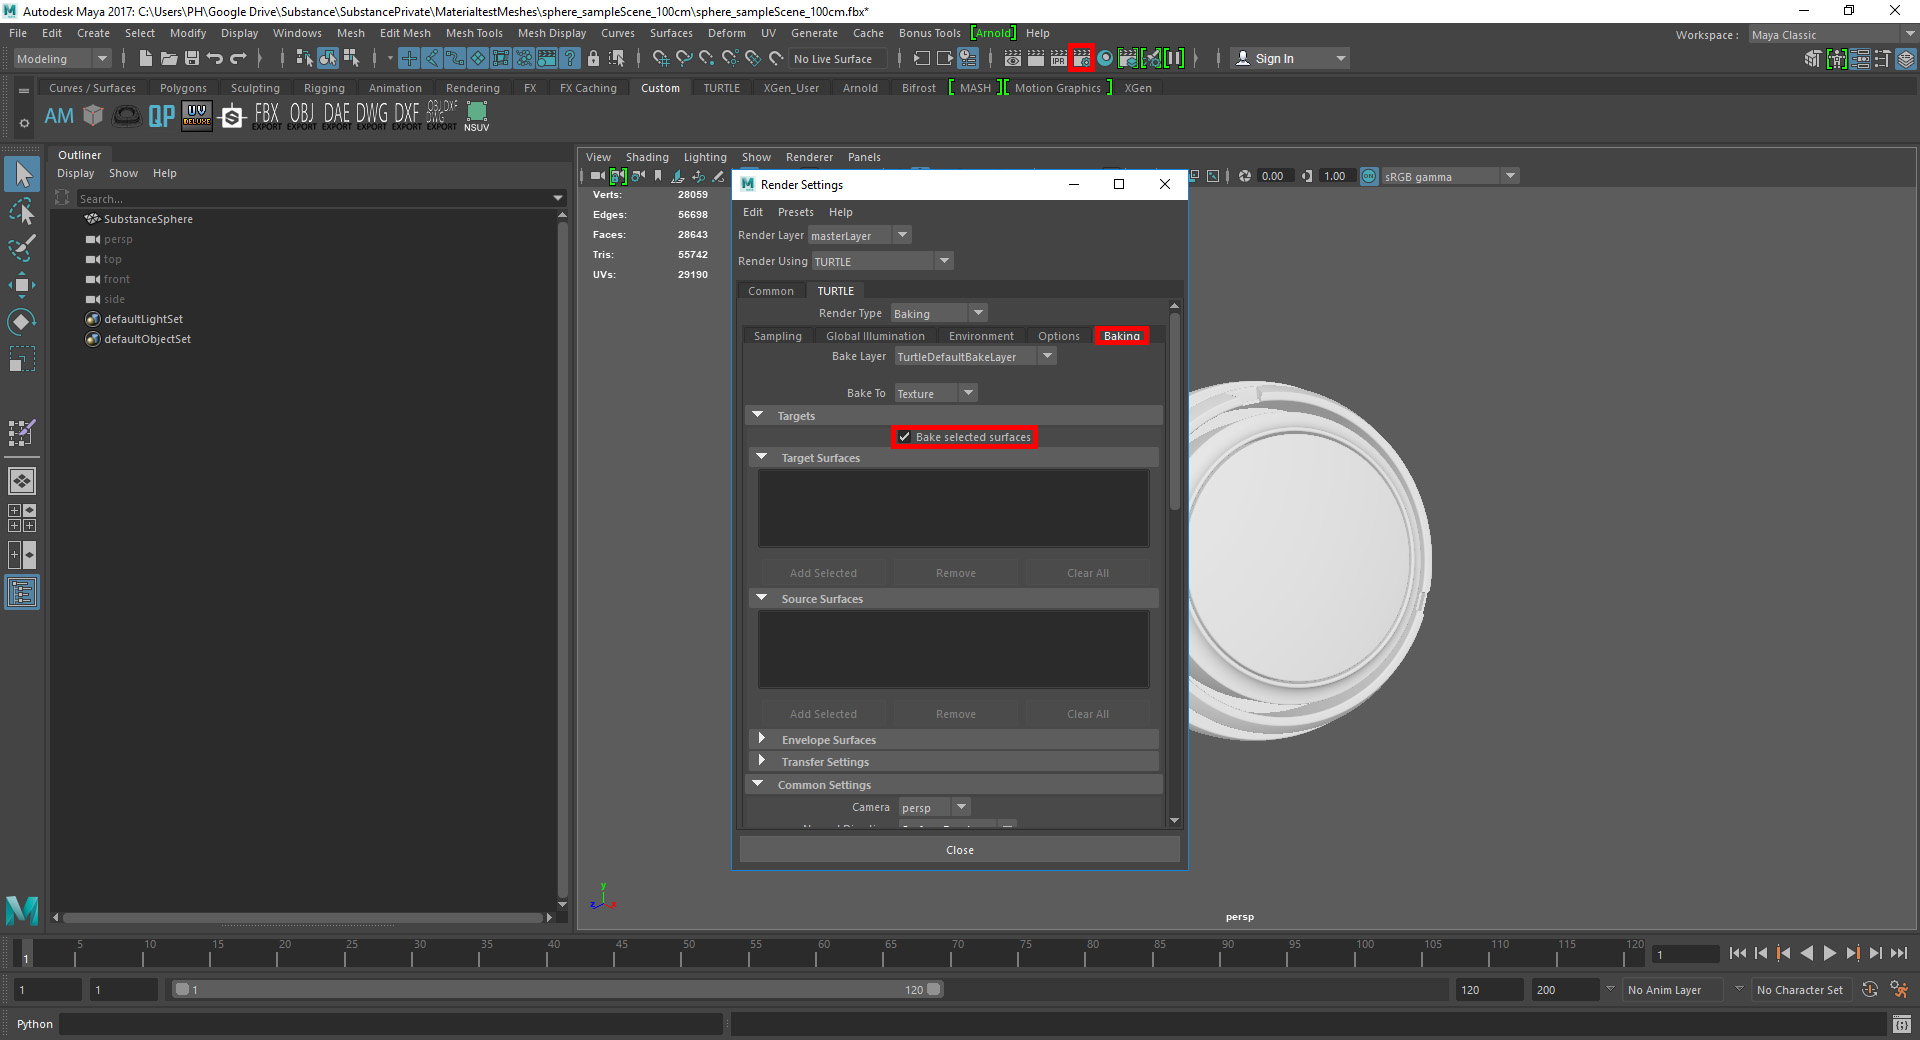 Autodesk Maya 2017: C:\Users\PH\Google Drive\Substance\SubstancePrivate\MaterialtestMeshes\sphere_sampleScene_100cm\sphere_sampleScene_100cm.fbx*
File Edit Create Select Modify Display Windows Mesh Edit Mesh Mesh Tools Mesh Display Curves Surfaces Deform UV Generate Cache Bonus Tools [Arnold] Help
Workspace : Maya Classic
Modeling
No Live Surface
IPR
Sign In
Curves / Surfaces Polygons Sculpting Rigging Animation Rendering FX FX Caching Custom TURTLE XGen_User Arnold Bifrost [ MASH ] [ Motion Graphics ] XGen
AM QP UV DELUXE FBX EXPORT OBJ EXPORT DAE EXPORT DWG EXPORT DXF EXPORT OBJ DXF DWG EXPORT NSUV
Outliner
Display Show Help
Search...
SubstanceSphere
persp
top
front
side
defaultLightSet
defaultObjectSet
View Shading Lighting Show Renderer Panels
0.00 1.00 ON sRGB gamma
Verts: 28059
Edges: 56698
Faces: 28643
Tris: 55742
UVs: 29190
Render Settings
Edit Presets Help
Render Layer masterLayer
Render Using TURTLE
Common TURTLE
Render Type Baking
Sampling Global Illumination Environment Options Baking
Bake Layer TurtleDefaultBakeLayer
Bake To Texture
Targets
Bake selected surfaces
Target Surfaces
Add Selected Remove Clear All
Source Surfaces
Add Selected Remove Clear All
Envelope Surfaces
Transfer Settings
Common Settings
Camera persp
Close
y
z x
persp
5 10 15 20 25 30 35 40 45 50 55 60 65 70 75 80 85 90 95 100 105 110 115 120
1
1
1 1 1 120 120 200 No Anim Layer No Character Set
Python